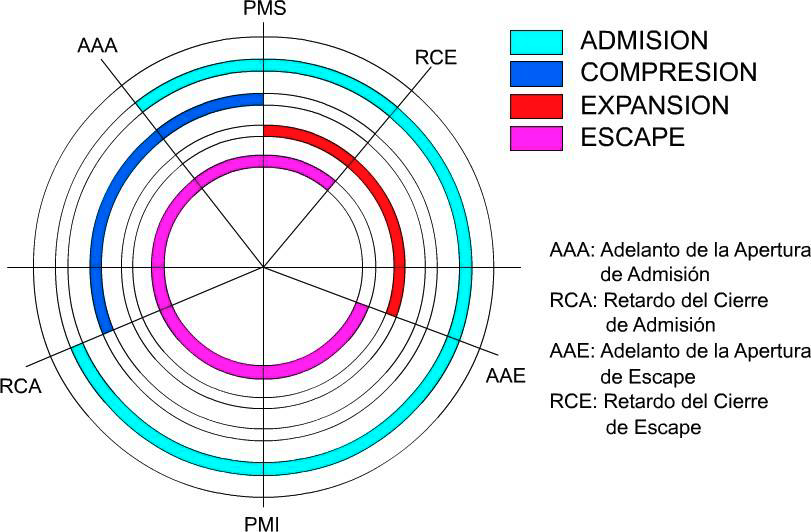 PMS
AAA
RCE
ADMISION
COMPRESION
EXPANSION
ESCAPE
AAA: Adelanto de la Apertura
de Admisión
RCA: Retardo del Cierre
de Admisión
AAE: Adelanto de la Apertura
de Escape
RCE: Retardo del Cierre
de Escape
RCA
AAE
PMI